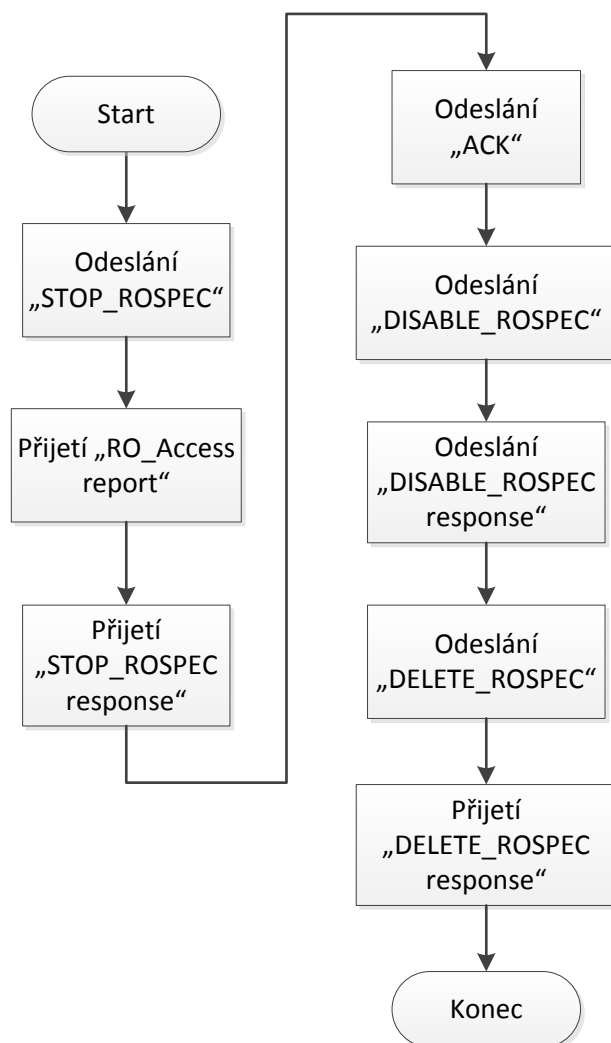 Start
Odeslání
„STOP_ROSPEC“
Přijetí „RO_Access
report“
Přijetí
„STOP_ROSPEC
response“
Odeslání
„ACK“
Odeslání
„DISABLE_ROSPEC“
Odeslání
„DISABLE_ROSPEC
response“
Odeslání
„DELETE_ROSPEC“
Přijetí
„DELETE_ROSPEC
response“
Konec